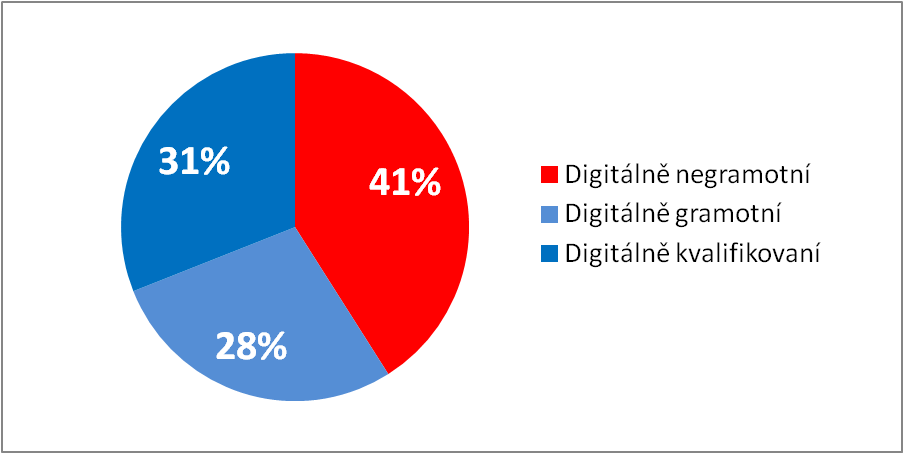 31%
41%
28%
Digitálně negramotní
Digitálně gramotní
Digitálně kvalifikovaní